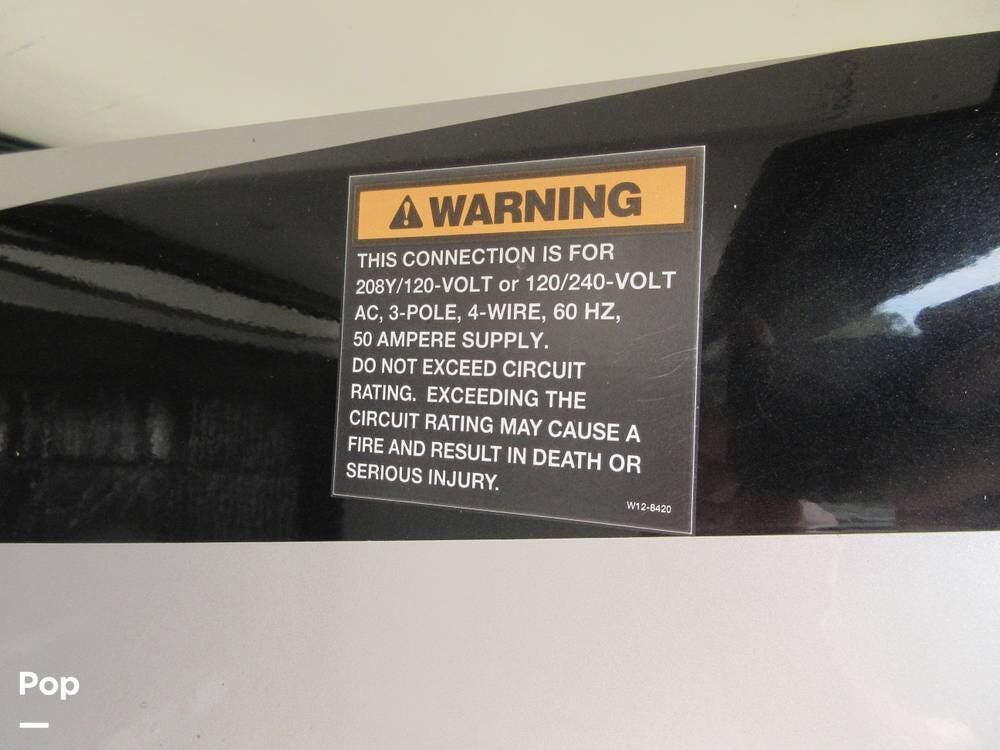 WARNING
THIS CONNECTION IS FOR
208Y/120-VOLT or 120/240-VOLT
AC, 3-POLE, 4-WIRE, 60 HZ,
50 AMPERE SUPPLY.
DO NOT EXCEED CIRCUIT
RATING. EXCEEDING THE
CIRCUIT RATING MAY CAUSE A
FIRE AND RESULT IN DEATH OR
SERIOUS INJURY.
W12-8420
Pop